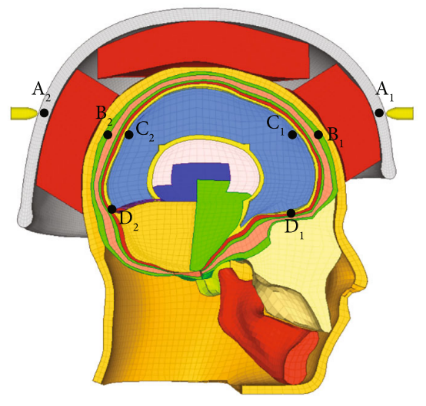 A₂
A₁
B₂
C₂
C₁
B₁
D₂
D₁